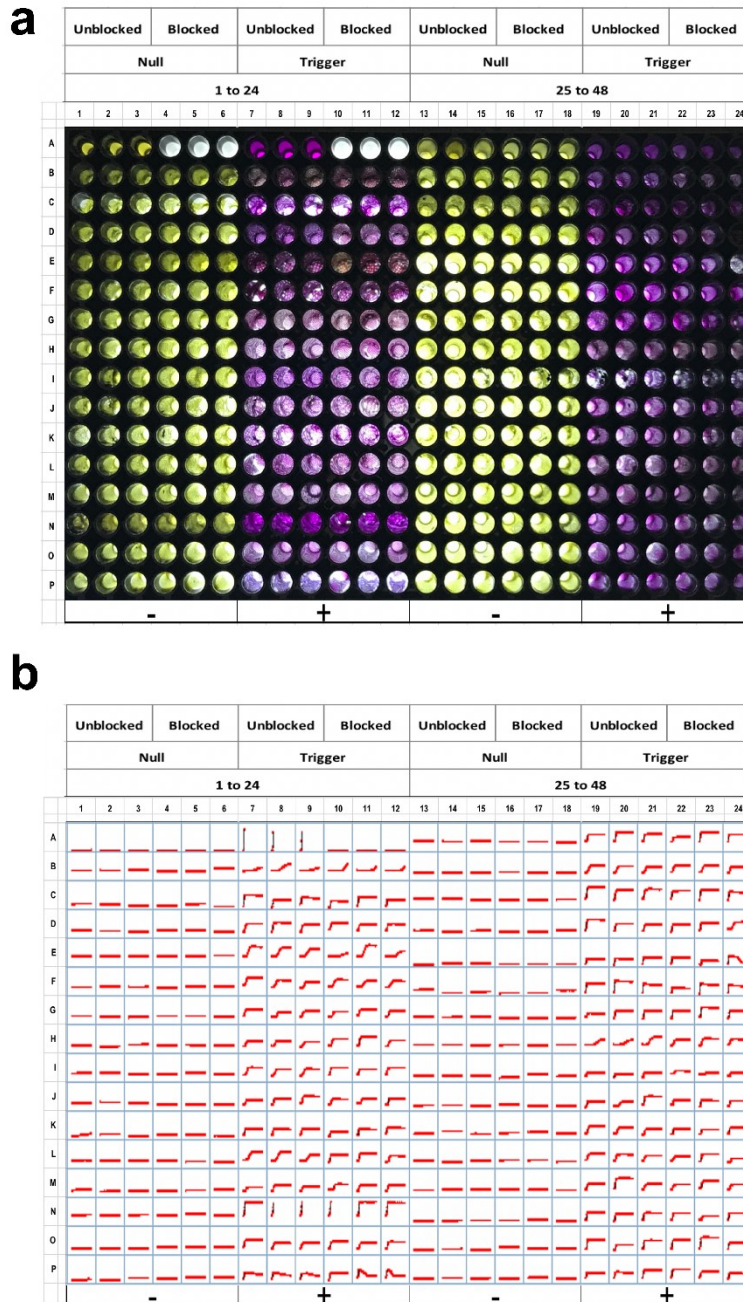 a
Unblocked Blocked Unblocked Blocked Unblocked Blocked Unblocked Blocked
Null Trigger Null Trigger
1 to 24 25 to 48
1 2 3 4 5 6 7 8 9 10 11 12 13 14 15 16 17 18 19 20 21 22 23 24
A
B
C
D
E
F
G
H
I
J
K
L
M
N
O
P
- + - +
b
Unblocked Blocked Unblocked Blocked Unblocked Blocked Unblocked Blocked
Null Trigger Null Trigger
1 to 24 25 to 48
1 2 3 4 5 6 7 8 9 10 11 12 13 14 15 16 17 18 19 20 21 22 23 24
A
B
C
D
E
F
G
H
I
J
K
L
M
N
O
P
- + - +